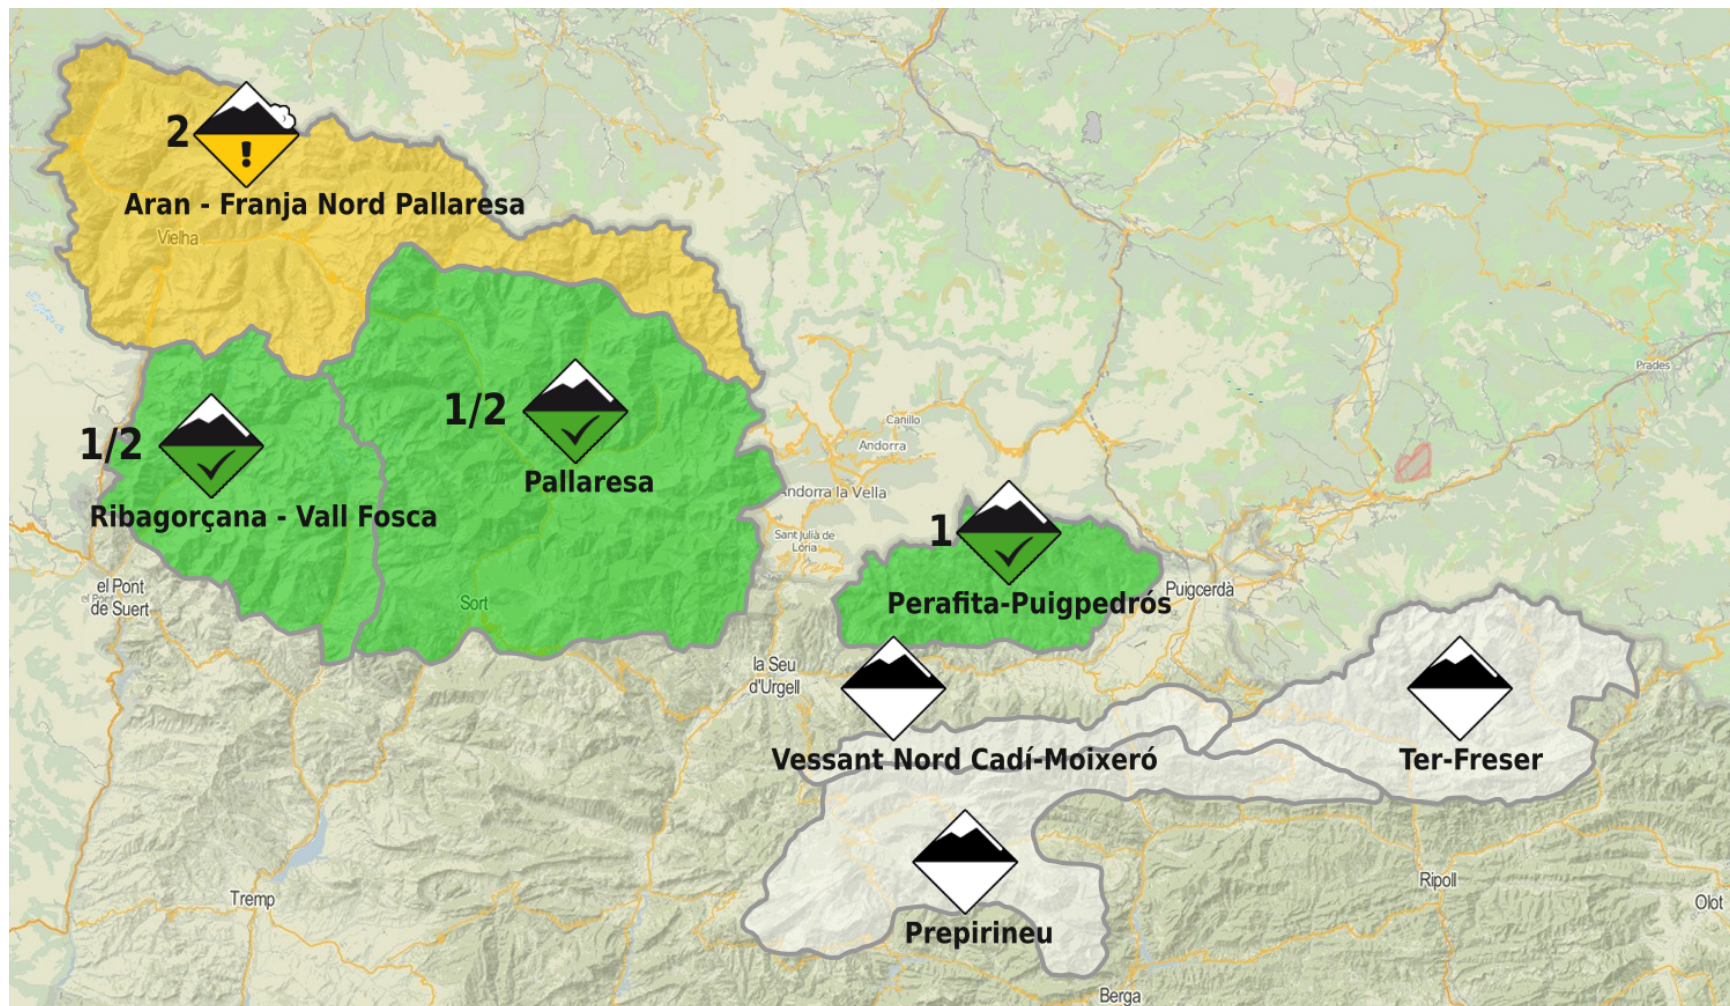 2
!
Aran - Franja Nord Pallaresa
Vielha
Prades
1/2
Pallaresa
Canillo
Andorra
1/2
Ribagorçana - Vall Fosca
Andorra la Vella
Sant Julià de
Lòria
1
Perafita-Puigpedrós
Puigcerdà
el Pont
de Suert
Sort
la Seu
d'Urgell
Vessant Nord Cadí-Moixeró
Ter-Freser
Prepirineu
Tremp
Ripoll
Olot
Berga